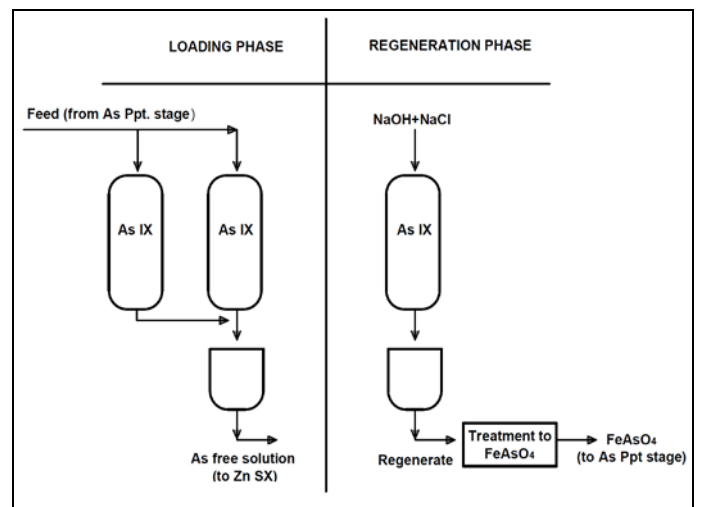 LOADING PHASE
REGENERATION PHASE
Feed (from As Ppt. stage)
NaOH+NaCl
As IX
As IX
As IX
As free solution
(to Zn SX)
Regenerate
Treatment to
FeAsO₄
FeAsO₄
(to As Ppt stage)